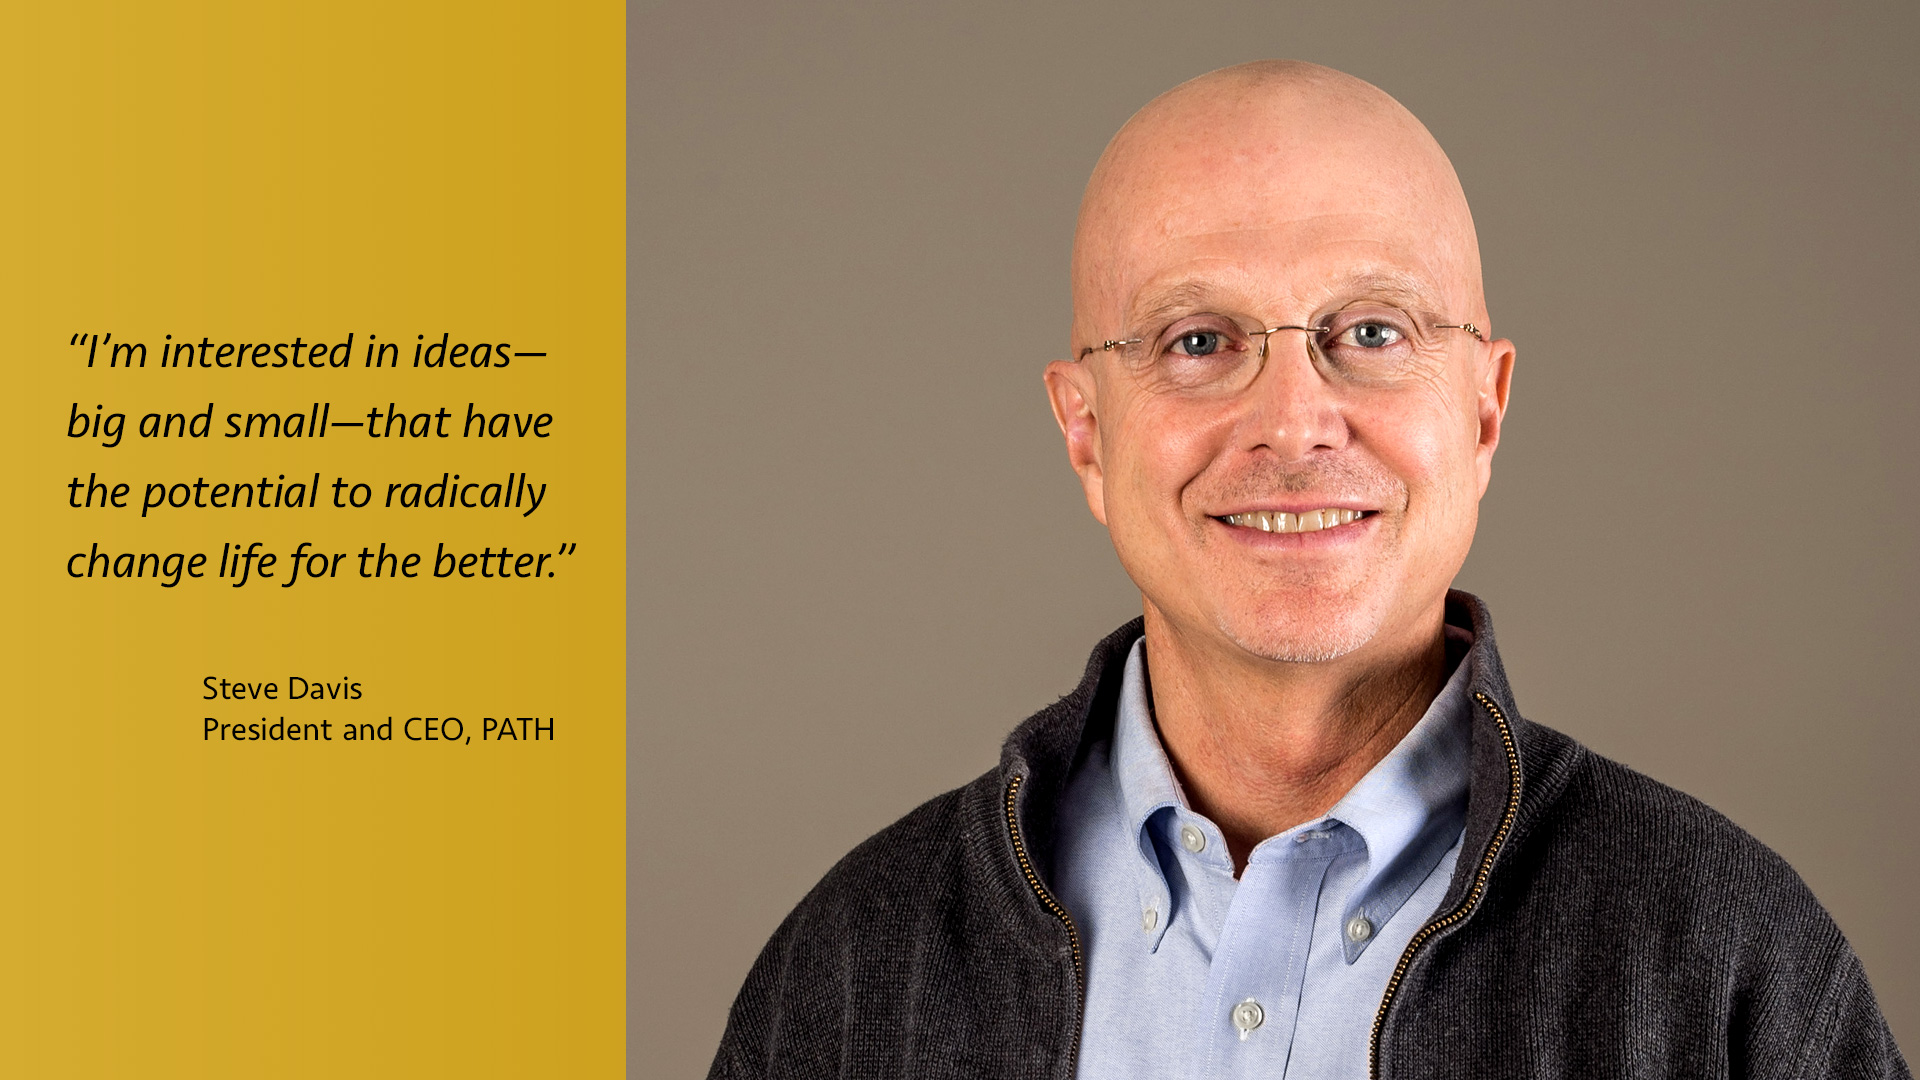 “I’m interested in ideas—
big and small—that have
the potential to radically
change life for the better.”
Steve Davis
President and CEO, PATH